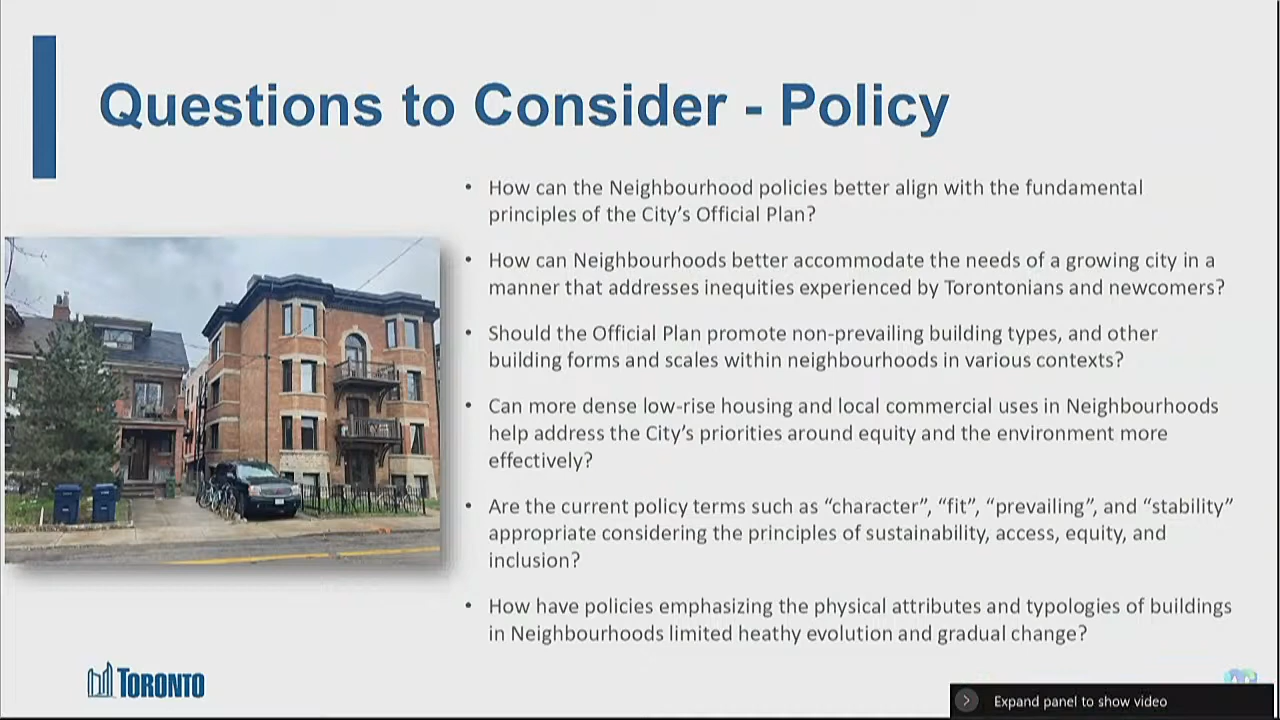 Questions to Consider - Policy
• How can the Neighbourhood policies better align with the fundamental
principles of the City's Official Plan?
• How can Neighbourhoods better accommodate the needs of a growing city in a
manner that addresses inequities experienced by Torontonians and newcomers?
• Should the Official Plan promote non-prevailing building types, and other
building forms and scales within neighbourhoods in various contexts?
• Can more dense low-rise housing and local commercial uses in Neighbourhoods
help address the City's priorities around equity and the environment more
effectively?
• Are the current policy terms such as “character”, “fit”, “prevailing”, and “stability”
appropriate considering the principles of sustainability, access, equity, and
inclusion?
• How have policies emphasizing the physical attributes and typologies of buildings
in Neighbourhoods limited heathy evolution and gradual change?
TORONTO
Expand panel to show video